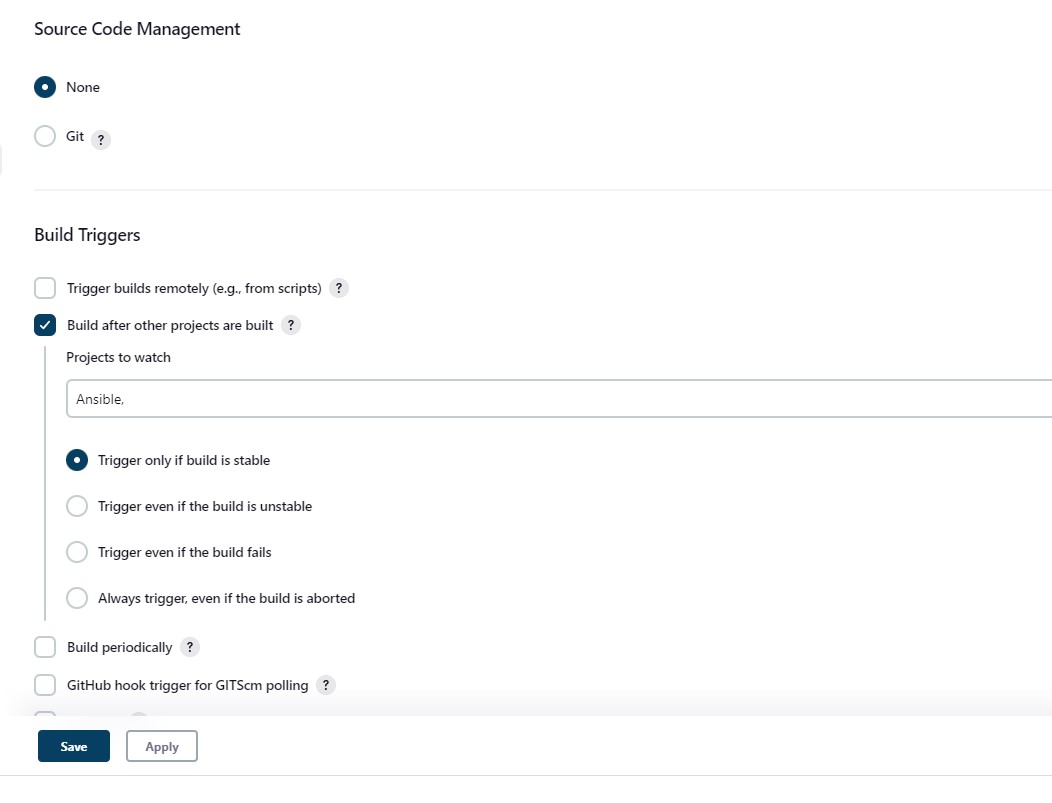 Source Code Management
None
Git ?
Build Triggers
Trigger builds remotely (e.g., from scripts) ?
Build after other projects are built ?
Projects to watch
Ansible,
Trigger only if build is stable
Trigger even if the build is unstable
Trigger even if the build fails
Always trigger, even if the build is aborted
Build periodically ?
GitHub hook trigger for GITScm polling ?
Save Apply